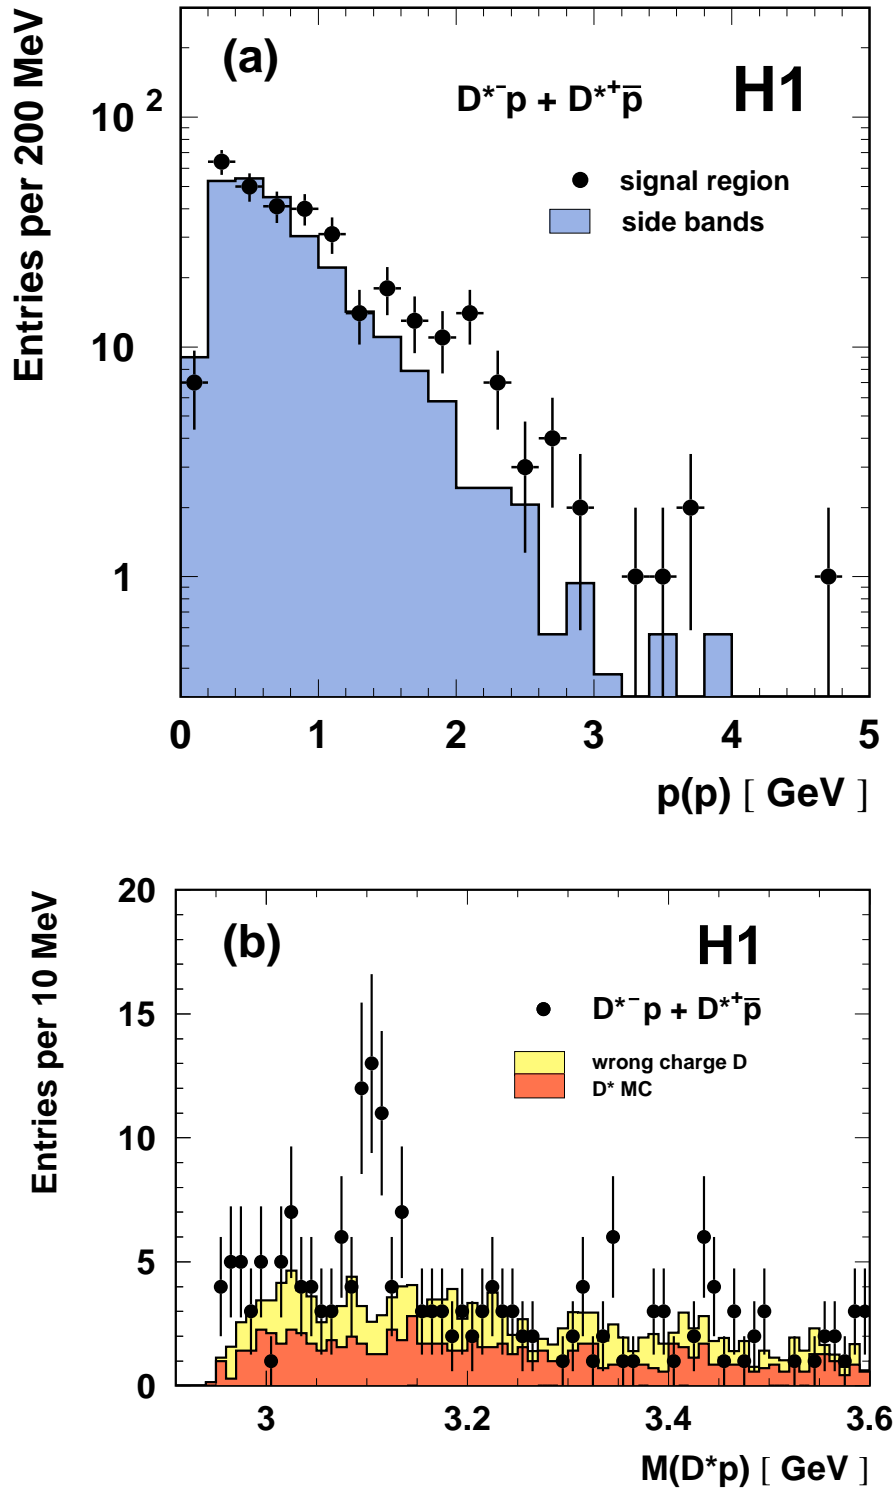 (a)
H1
D*⁻p + D*⁺p̅
signal region
side bands
Entries per 200 MeV
10²
10
1
0 1 2 3 4 5
p(p) [ GeV ]
(b)
H1
D*⁻p + D*⁺p̅
wrong charge D
D* MC
Entries per 10 MeV
20
15
10
5
0
3 3.2 3.4 3.6
M(D*p) [ GeV ]